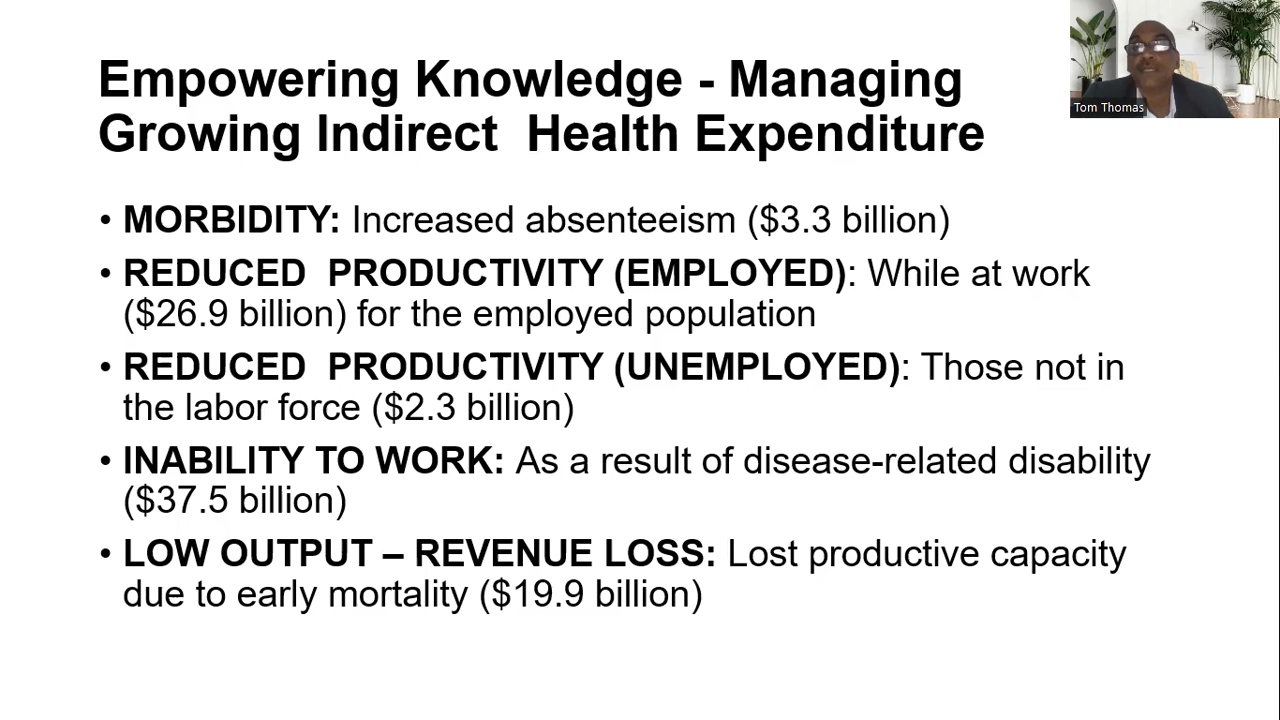 Empowering Knowledge - Managing
Growing Indirect  Health Expenditure
Tom Thomas
• MORBIDITY: Increased absenteeism ($3.3 billion)
• REDUCED  PRODUCTIVITY (EMPLOYED): While at work
($26.9 billion) for the employed population
• REDUCED  PRODUCTIVITY (UNEMPLOYED): Those not in
the labor force ($2.3 billion)
• INABILITY TO WORK: As a result of disease-related disability
($37.5 billion)
• LOW OUTPUT – REVENUE LOSS: Lost productive capacity
due to early mortality ($19.9 billion)